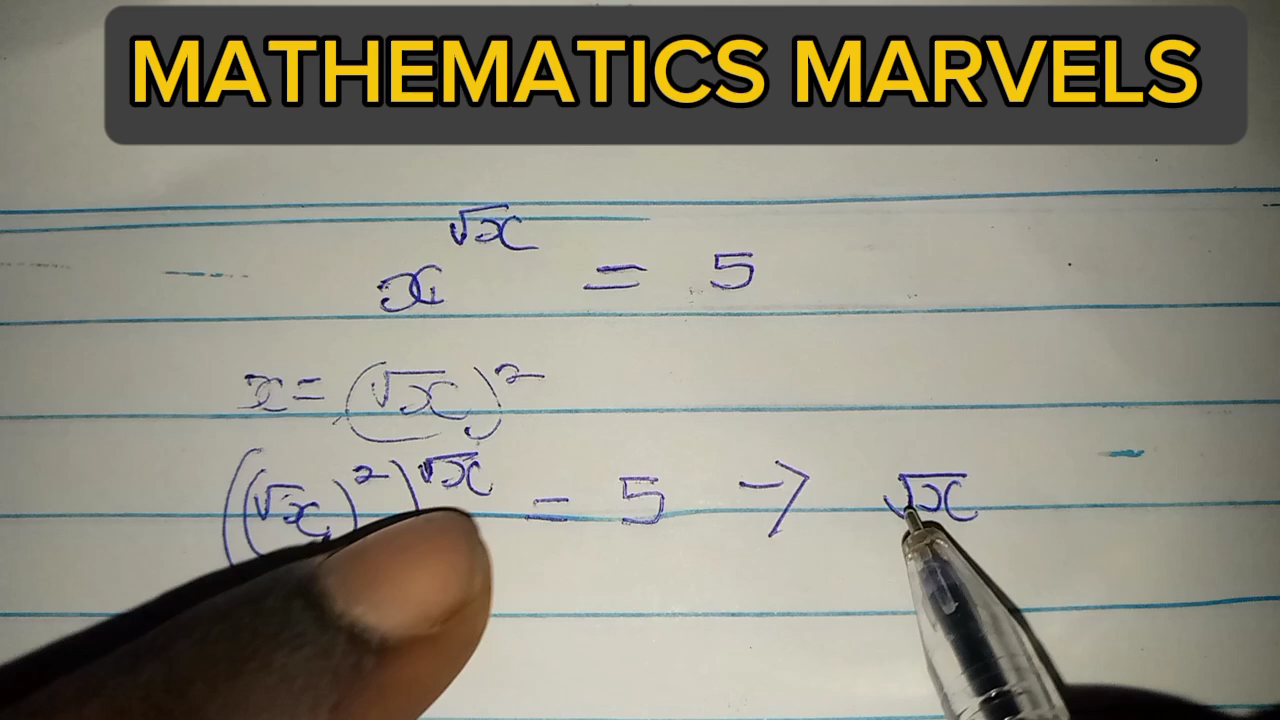 MATHEMATICS MARVELS
x^√x = 5
x = (√x)²
((√x)²)^√x = 5 → √x